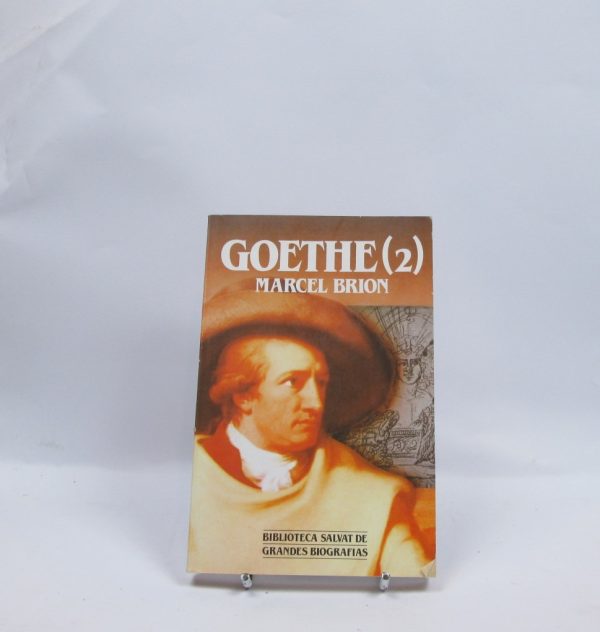 GOETHE (2)
MARCEL BRION
BIBLIOTECA SALVAT DE
GRANDES BIOGRAFIAS